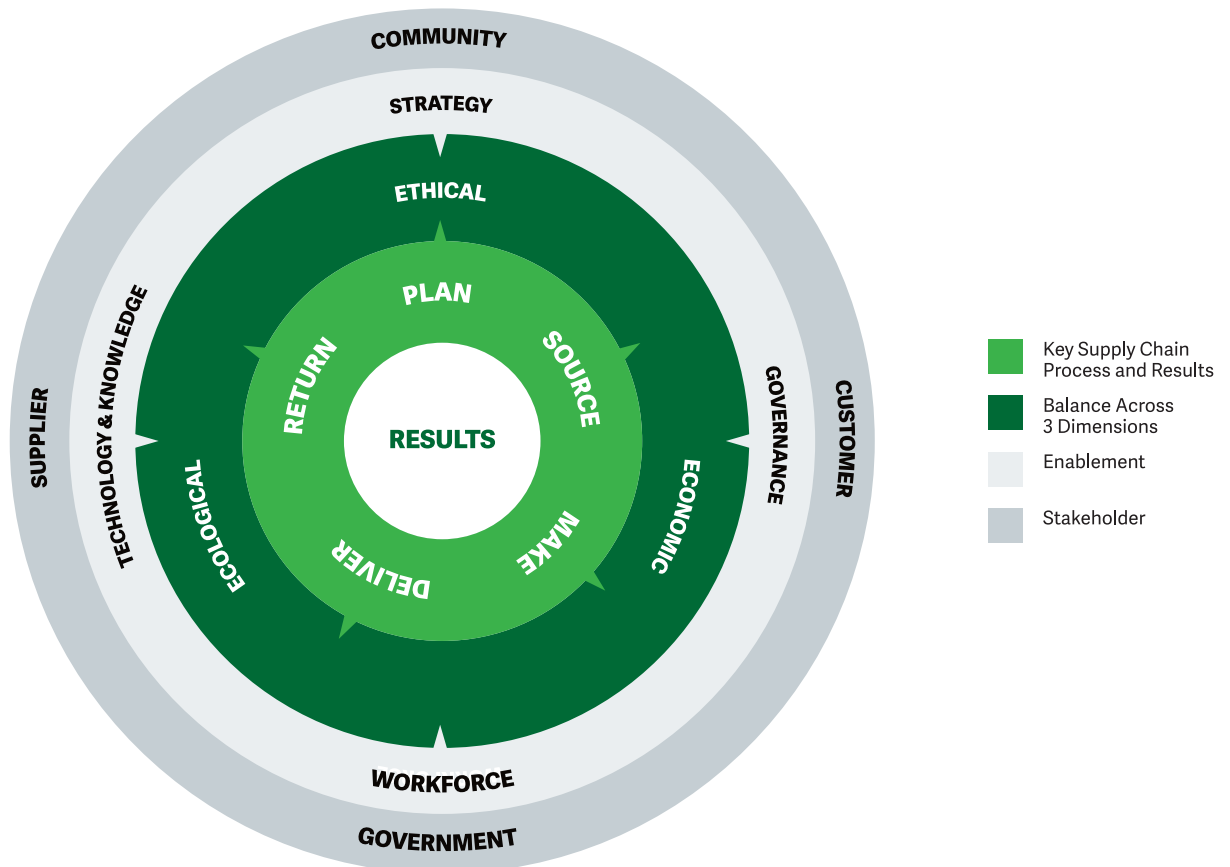 COMMUNITY
STRATEGY
ETHICAL
PLAN
SOURCE
RETURN
RESULTS
MAKE
DELIVER
ECOLOGICAL
ECONOMIC
TECHNOLOGY & KNOWLEDGE
GOVERNANCE
SUPPLIER
CUSTOMER
WORKFORCE
GOVERNMENT
Key Supply Chain
Process and Results
Balance Across
3 Dimensions
Enablement
Stakeholder